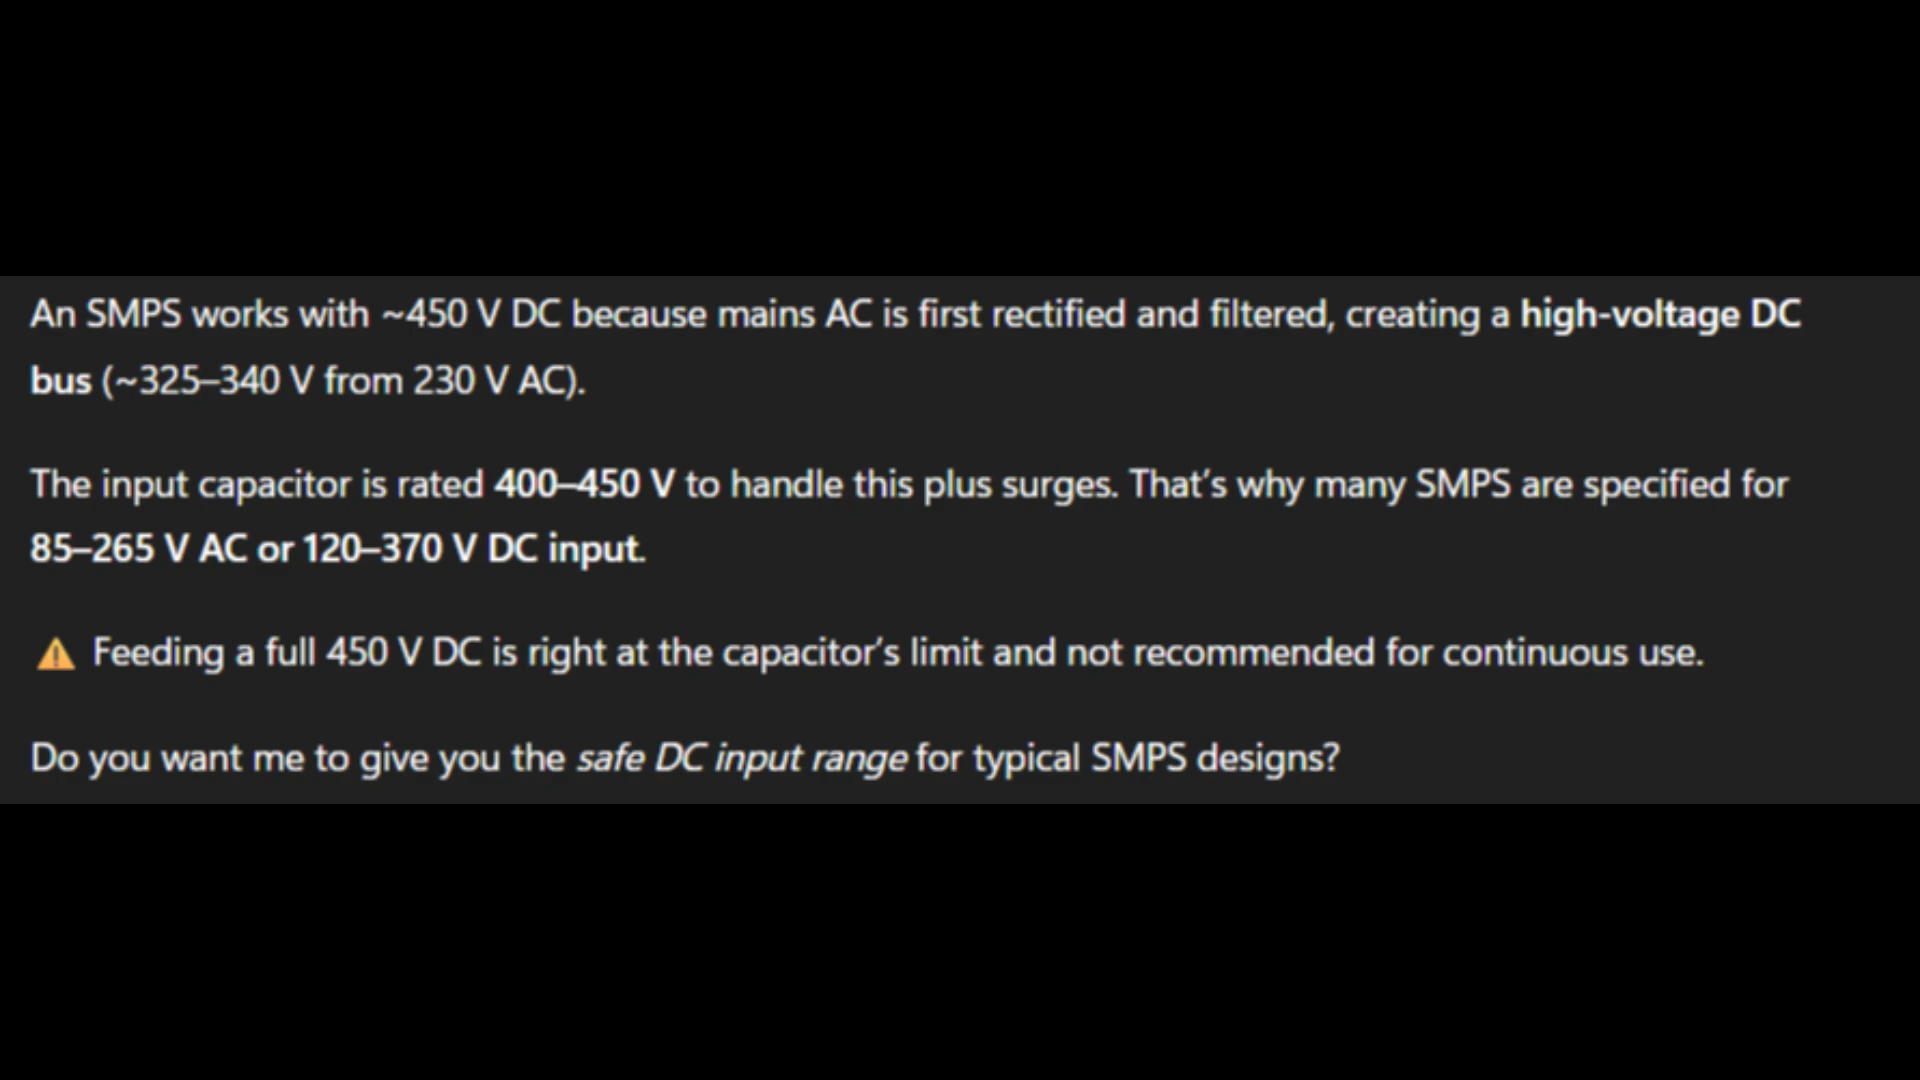 An SMPS works with ~450 V DC because mains AC is first rectified and filtered, creating a high-voltage DC
bus (~325–340 V from 230 V AC).
The input capacitor is rated 400–450 V to handle this plus surges. That's why many SMPS are specified for
85–265 V AC or 120–370 V DC input.
⚠️ Feeding a full 450 V DC is right at the capacitor's limit and not recommended for continuous use.
Do you want me to give you the safe DC input range for typical SMPS designs?